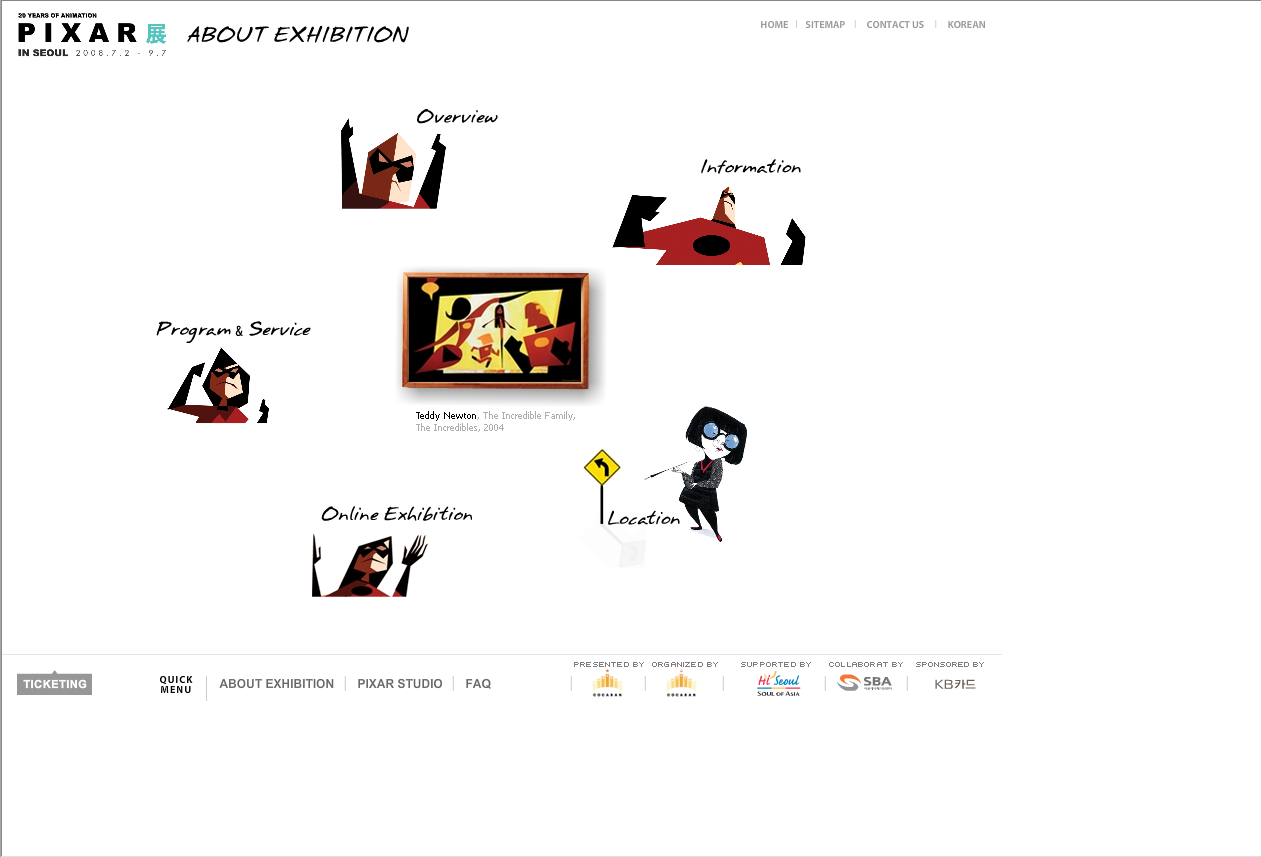 20 YEARS OF ANIMATION
PIXAR 展
IN SEOUL 2008.7.2 - 9.7
ABOUT EXHIBITION
HOME
SITEMAP
CONTACT US
KOREAN
Overview
Information
Program & Service
Teddy Newton, The Incredible Family,
The Incredibles, 2004
Online Exhibition
Location
TICKETING
QUICK
MENU
ABOUT EXHIBITION
PIXAR STUDIO
FAQ
PRESENTED BY
ORGANIZED BY
SUPPORTED BY
Hi Seoul
SOUL OF ASIA
COLLABORAT BY
SBA
SPONSORED BY
KB카드